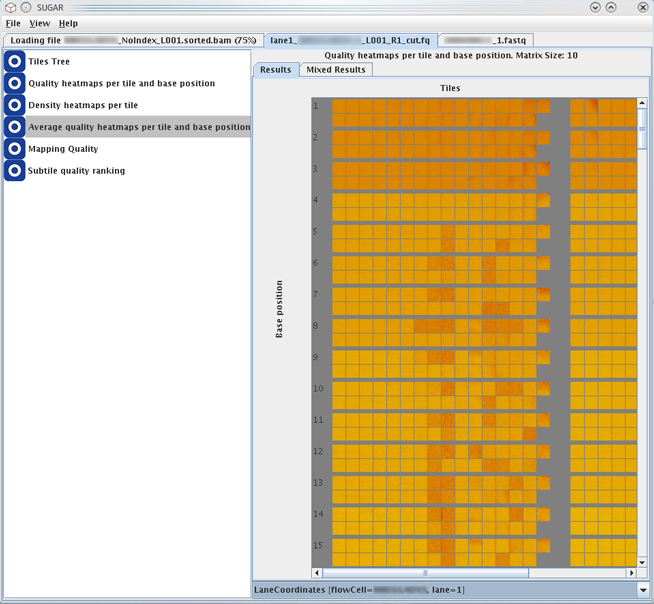 SUGAR
File View Help
Loading file _NoIndex_L001.sorted.bam (75%) lane1_ _L001_R1_cut.fq _1.fastq
Tiles Tree
Quality heatmaps per tile and base position
Density heatmaps per tile
Average quality heatmaps per tile and base position
Mapping Quality
Subtile quality ranking
Quality heatmaps per tile and base position. Matrix Size: 10
Results Mixed Results
Tiles
Base position
1
2
3
4
5
6
7
8
9
10
11
12
13
14
15
LaneCoordinates [flowCell= , lane=1]